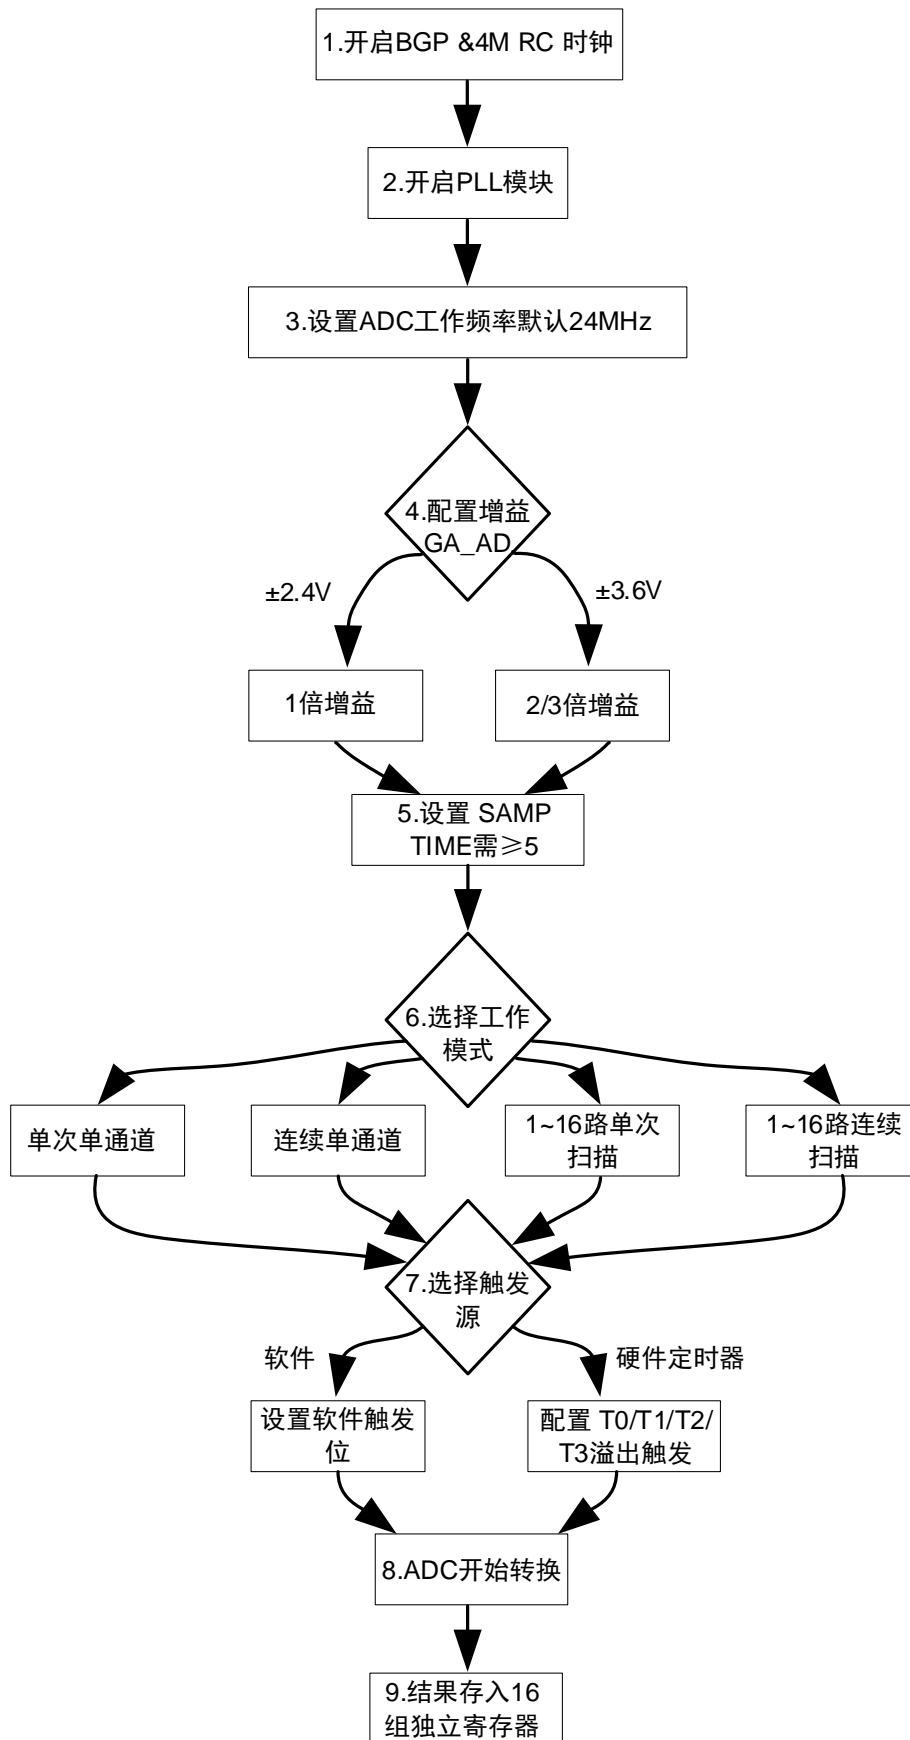 1.开启BGP &4M RC 时钟
2.开启PLL模块
3.设置ADC工作频率默认24MHz
4.配置增益
GA_AD
±2.4V
±3.6V
1倍增益
2/3倍增益
5.设置 SAMP
TIME需≥5
6.选择工作
模式
单次单通道
连续单通道
1~16路单次
扫描
1~16路连续
扫描
7.选择触发
源
软件
硬件定时器
设置软件触发
位
配置 T0/T1/T2/
T3溢出触发
8.ADC开始转换
9.结果存入16
组独立寄存器